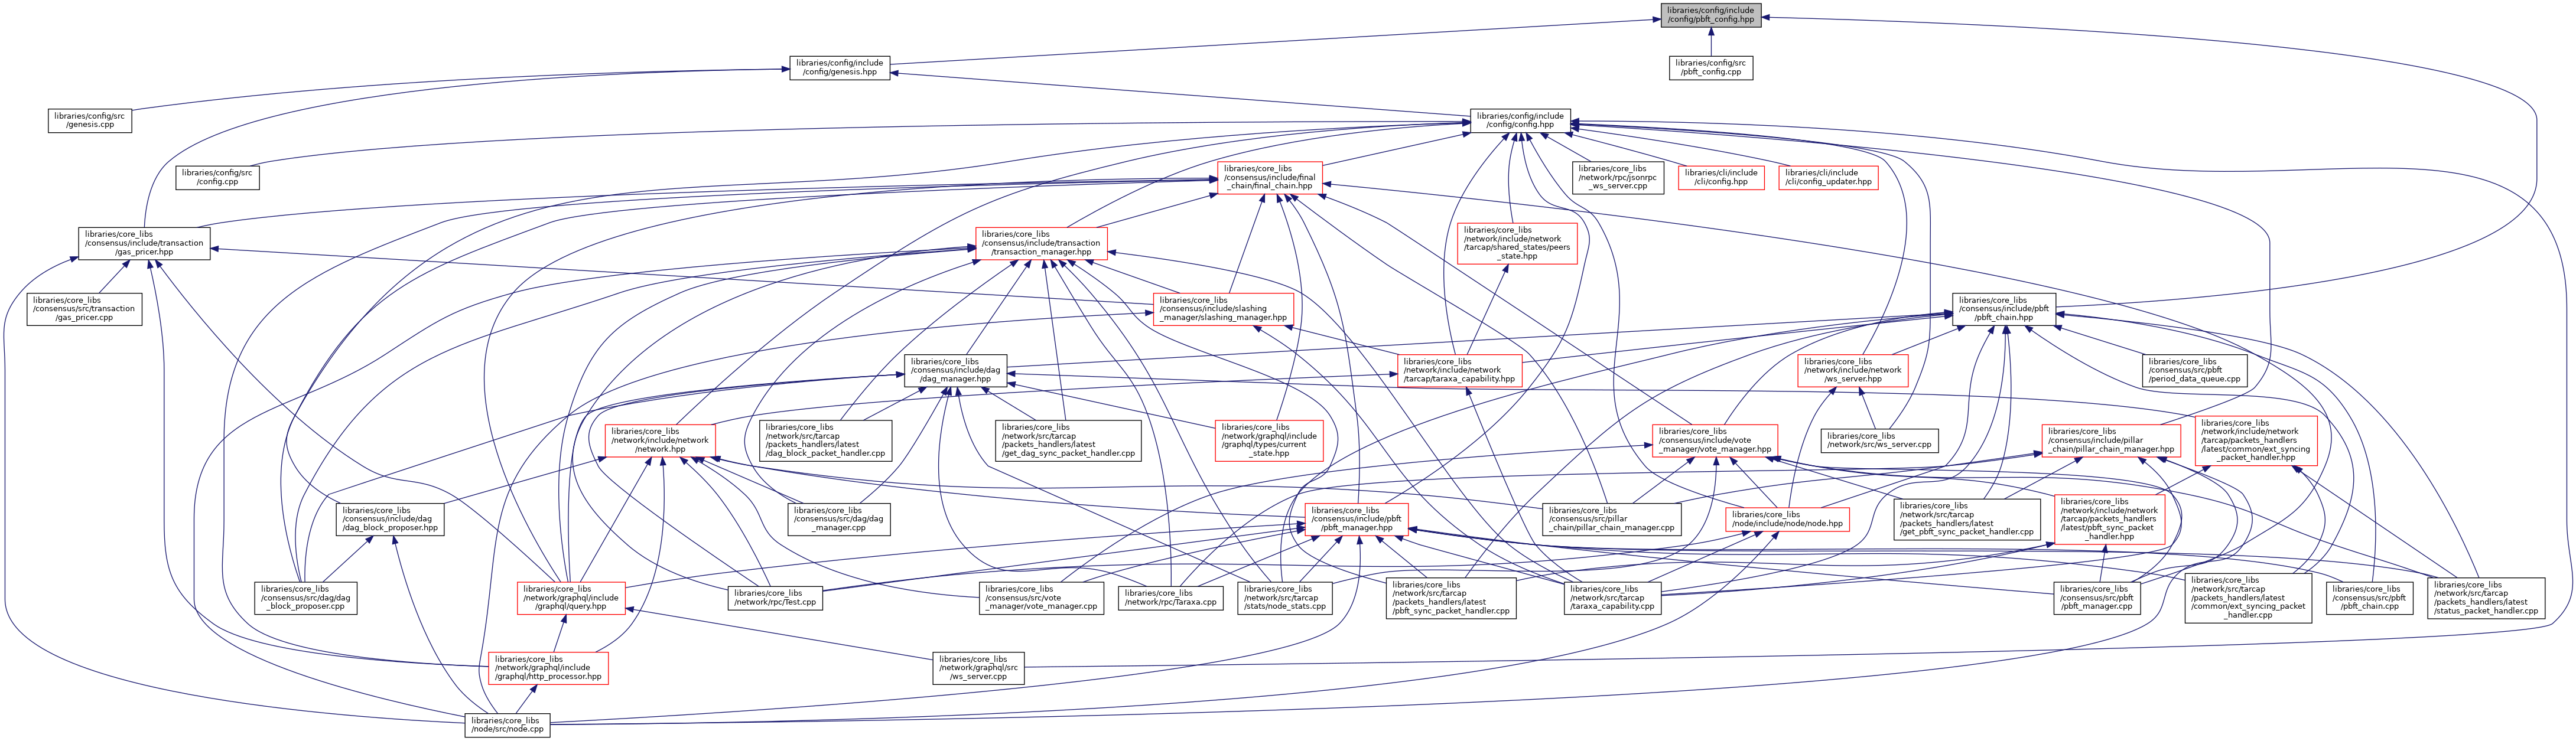 libraries/config/include
/config/pbft_config.hpp
libraries/config/include
/config/genesis.hpp
libraries/config/src
/pbft_config.cpp
libraries/config/src
/genesis.cpp
libraries/config/include
/config/config.hpp
libraries/config/src
/config.cpp
libraries/core_libs
/consensus/include/final
_chain/final_chain.hpp
libraries/core_libs
/network/rpc/jsonrpc
_ws_server.cpp
libraries/cli/include
/cli/config.hpp
libraries/cli/include
/cli/config_updater.hpp
libraries/core_libs
/consensus/include/transaction
/gas_pricer.hpp
libraries/core_libs
/consensus/include/transaction
/transaction_manager.hpp
libraries/core_libs
/network/include/network
/tarcap/shared_states/peers
_state.hpp
libraries/core_libs
/consensus/src/transaction
/gas_pricer.cpp
libraries/core_libs
/consensus/include/slashing
_manager/slashing_manager.hpp
libraries/core_libs
/consensus/include/pbft
/pbft_chain.hpp
libraries/core_libs
/consensus/include/dag
/dag_manager.hpp
libraries/core_libs
/network/include/network
/tarcap/taraxa_capability.hpp
libraries/core_libs
/network/include/network
/ws_server.hpp
libraries/core_libs
/consensus/src/pbft
/period_data_queue.cpp
libraries/core_libs
/network/include/network
/network.hpp
libraries/core_libs
/network/src/tarcap
/packets_handlers/latest
/dag_block_packet_handler.cpp
libraries/core_libs
/network/src/tarcap
/packets_handlers/latest
/get_dag_sync_packet_handler.cpp
libraries/core_libs
/network/graphql/include
/graphql/types/current
_state.hpp
libraries/core_libs
/consensus/include/vote
_manager/vote_manager.hpp
libraries/core_libs
/network/src/ws_server.cpp
libraries/core_libs
/consensus/include/pillar
_chain/pillar_chain_manager.hpp
libraries/core_libs
/network/include/network
/tarcap/packets_handlers
/latest/common/ext_syncing
_packet_handler.hpp
libraries/core_libs
/consensus/include/dag
/dag_block_proposer.hpp
libraries/core_libs
/consensus/src/dag/dag
_manager.cpp
libraries/core_libs
/consensus/include/pbft
/pbft_manager.hpp
libraries/core_libs
/consensus/src/pillar
_chain/pillar_chain_manager.cpp
libraries/core_libs
/node/include/node/node.hpp
libraries/core_libs
/network/src/tarcap
/packets_handlers/latest
/get_pbft_sync_packet_handler.cpp
libraries/core_libs
/network/include/network
/tarcap/packets_handlers
/latest/pbft_sync_packet
_handler.hpp
libraries/core_libs
/consensus/src/dag/dag
_block_proposer.cpp
libraries/core_libs
/network/graphql/include
/graphql/query.hpp
libraries/core_libs
/network/rpc/Test.cpp
libraries/core_libs
/consensus/src/vote
_manager/vote_manager.cpp
libraries/core_libs
/network/rpc/Taraxa.cpp
libraries/core_libs
/network/src/tarcap
/stats/node_stats.cpp
libraries/core_libs
/network/src/tarcap
/packets_handlers/latest
/pbft_sync_packet_handler.cpp
libraries/core_libs
/network/src/tarcap
/taraxa_capability.cpp
libraries/core_libs
/consensus/src/pbft
/pbft_manager.cpp
libraries/core_libs
/network/src/tarcap
/packets_handlers/latest
/common/ext_syncing_packet
_handler.cpp
libraries/core_libs
/consensus/src/pbft
/pbft_chain.cpp
libraries/core_libs
/network/src/tarcap
/packets_handlers/latest
/status_packet_handler.cpp
libraries/core_libs
/network/graphql/include
/graphql/http_processor.hpp
libraries/core_libs
/network/graphql/src
/ws_server.cpp
libraries/core_libs
/node/src/node.cpp